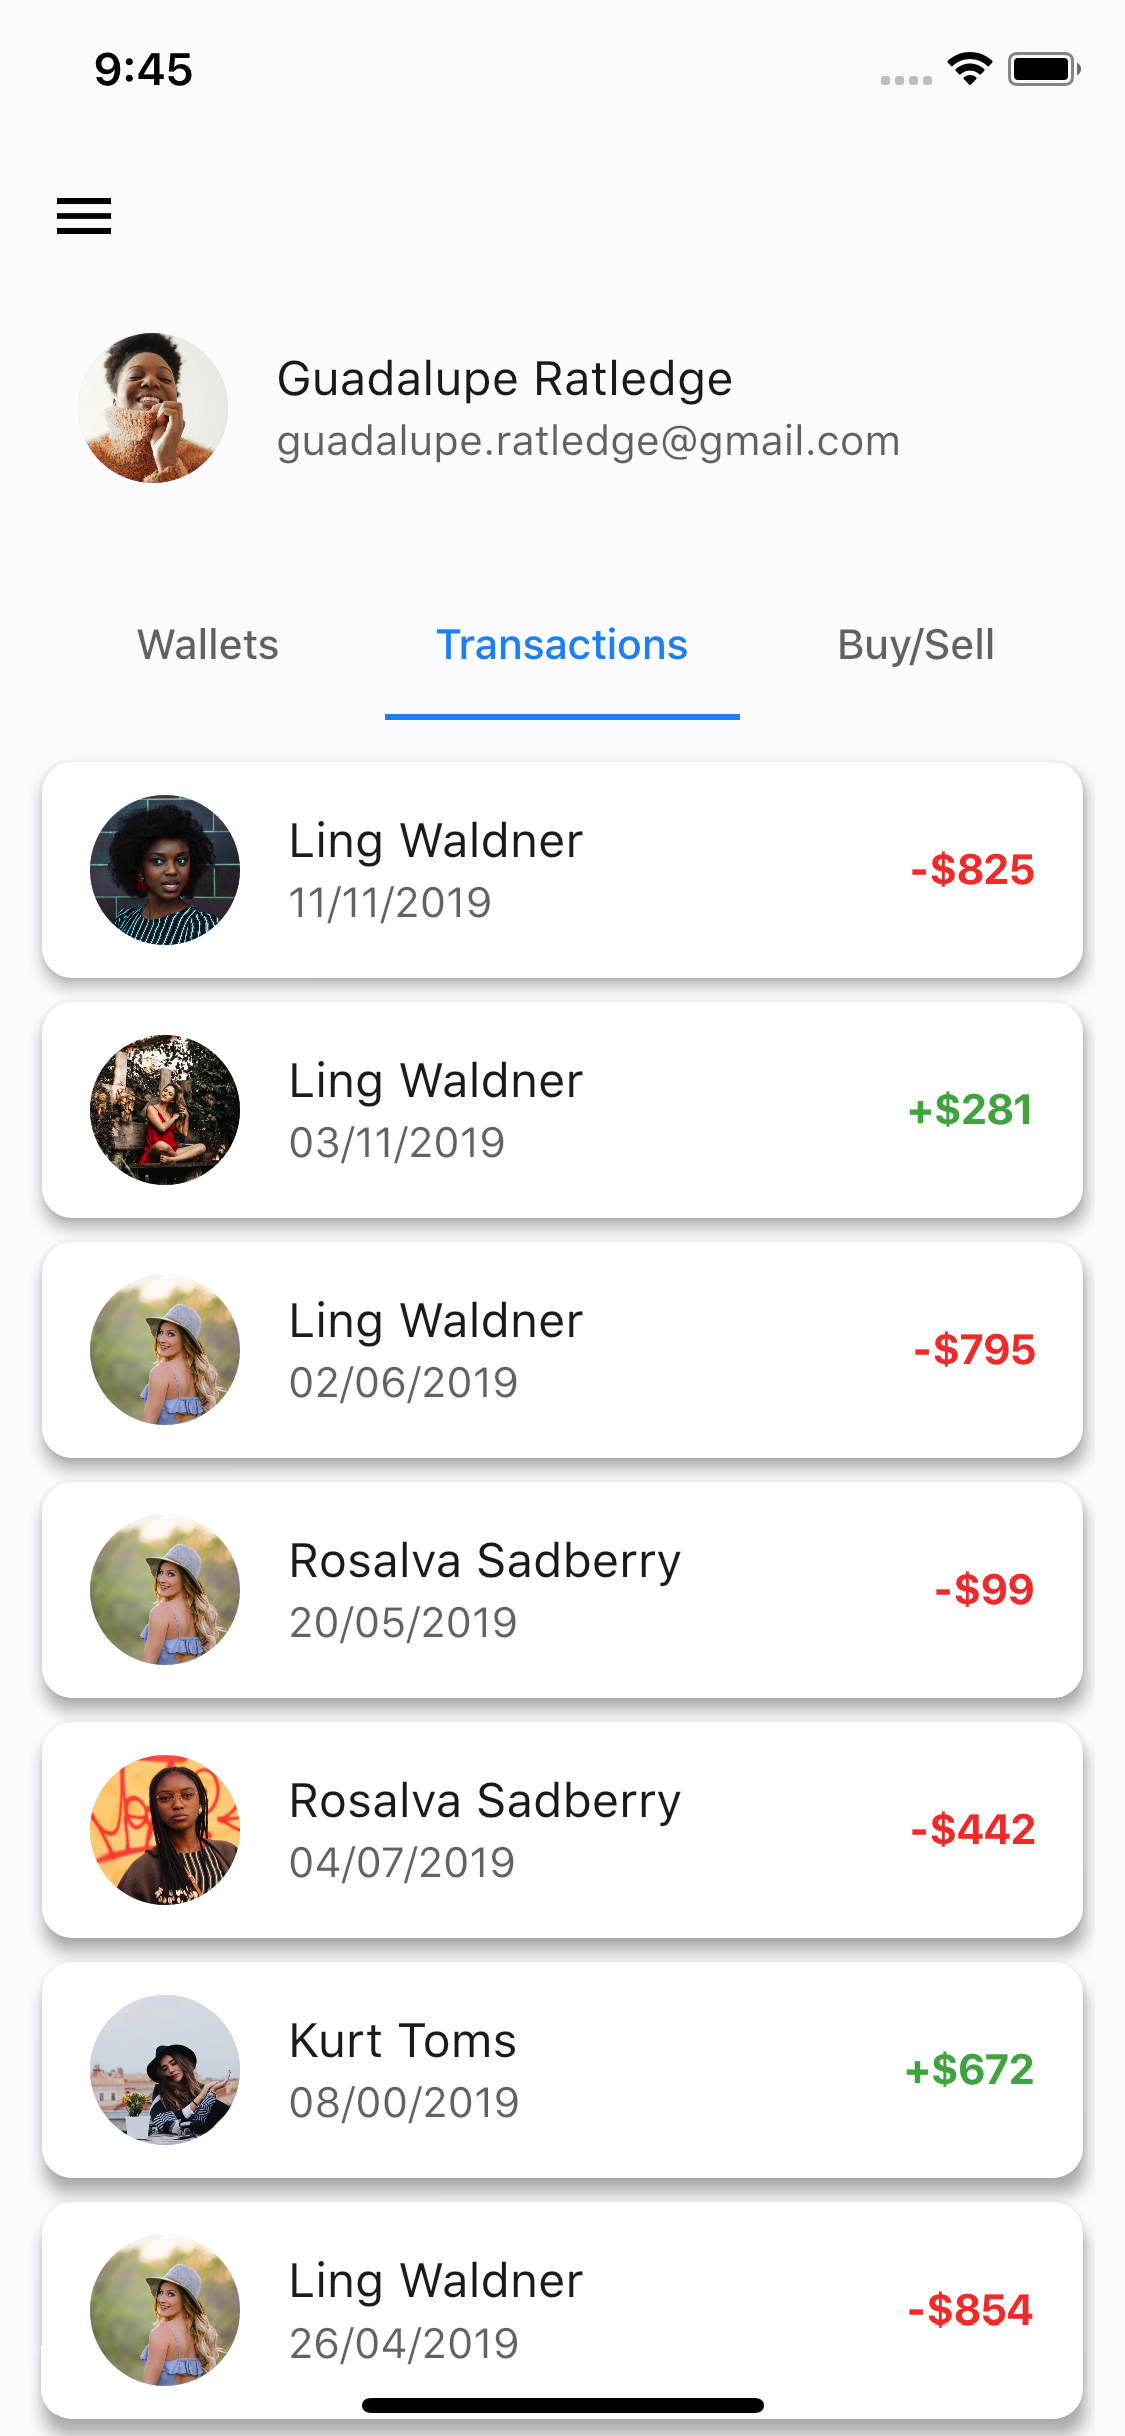 9:45
Guadalupe Ratledge
guadalupe.ratledge@gmail.com
Wallets Transactions Buy/Sell
Ling Waldner
-$825
11/11/2019
Ling Waldner
+$281
03/11/2019
Ling Waldner
-$795
02/06/2019
Rosalva Sadberry
-$99
20/05/2019
Rosalva Sadberry
-$442
04/07/2019
Kurt Toms
+$672
08/00/2019
Ling Waldner
-$854
26/04/2019